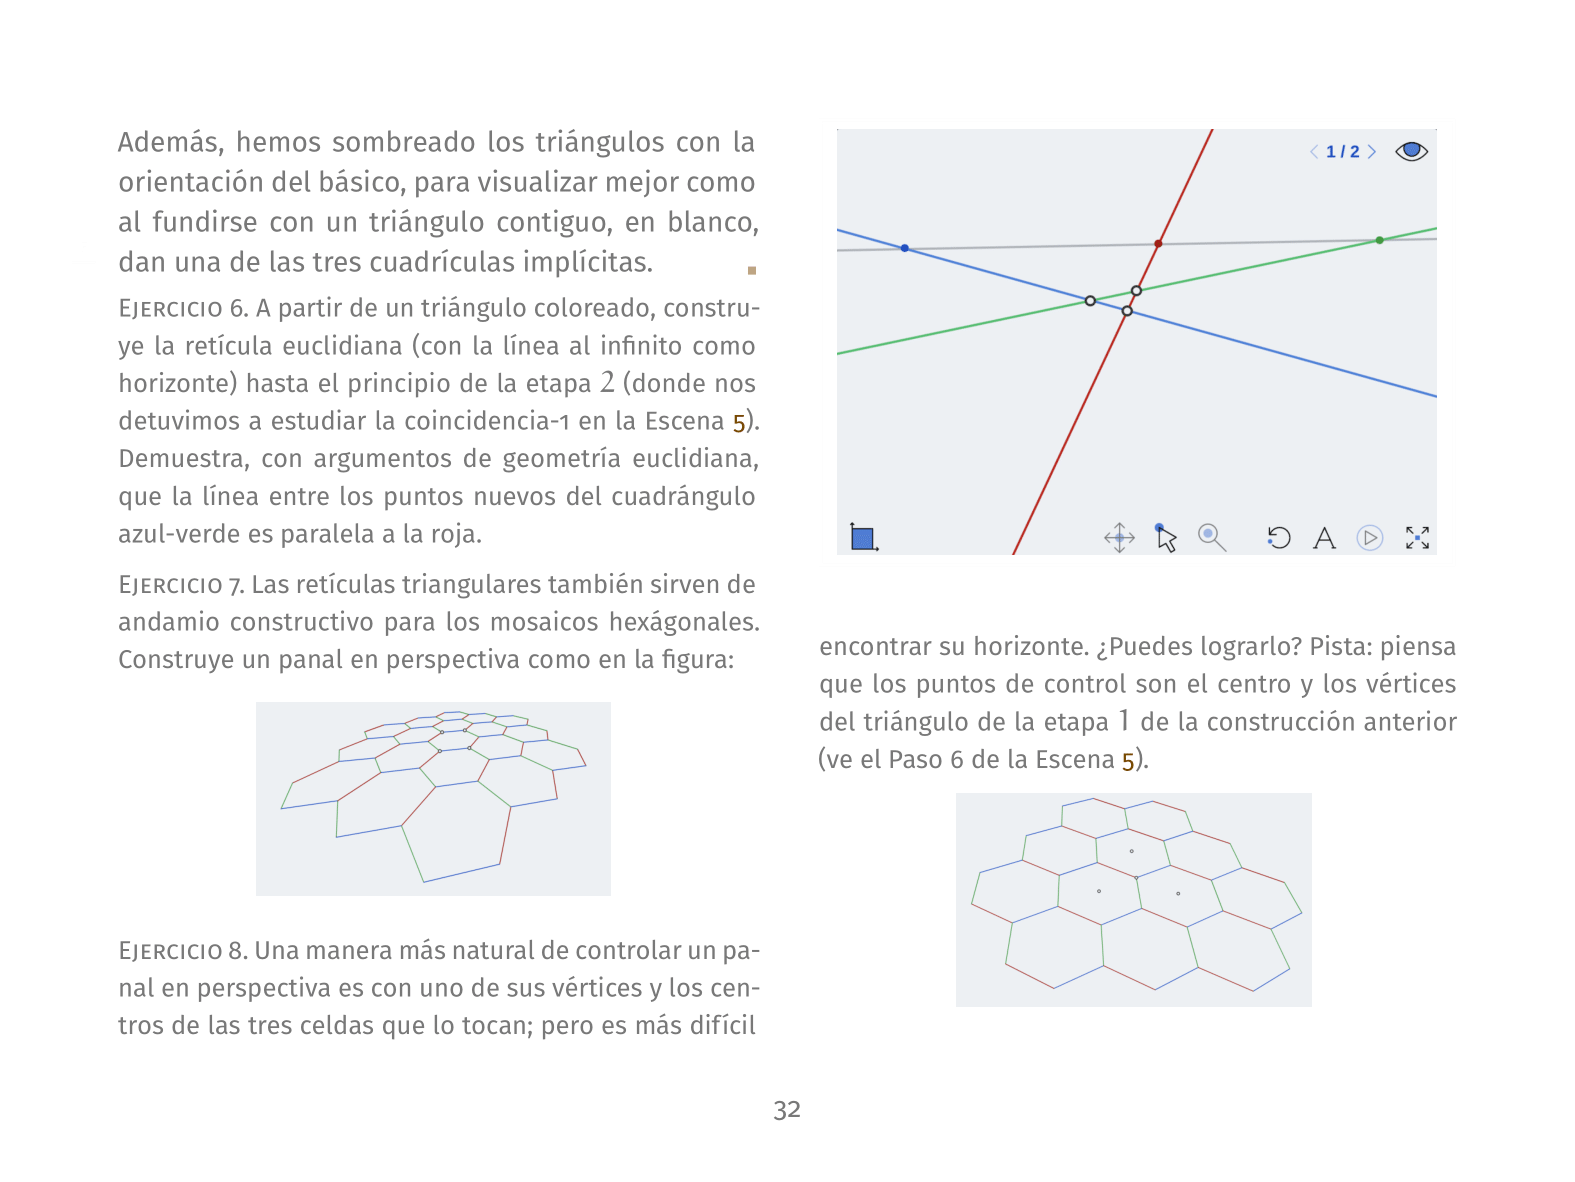 Además, hemos sombreado los triángulos con la
orientación del básico, para visualizar mejor como
al fundirse con un triángulo contiguo, en blanco,
dan una de las tres cuadrículas implícitas.
Ejercicio 6. A partir de un triángulo coloreado, constru-
ye la retícula euclidiana (con la línea al infinito como
horizonte) hasta el principio de la etapa 2 (donde nos
detuvimos a estudiar la coincidencia-1 en la Escena 5).
Demuestra, con argumentos de geometría euclidiana,
que la línea entre los puntos nuevos del cuadrángulo
azul-verde es paralela a la roja.
Ejercicio 7. Las retículas triangulares también sirven de
andamio constructivo para los mosaicos hexágonales.
Construye un panal en perspectiva como en la figura:
Ejercicio 8. Una manera más natural de controlar un pa-
nal en perspectiva es con uno de sus vértices y los cen-
tros de las tres celdas que lo tocan; pero es más difícil
1 / 2
A
encontrar su horizonte. ¿Puedes lograrlo? Pista: piensa
que los puntos de control son el centro y los vértices
del triángulo de la etapa 1 de la construcción anterior
(ve el Paso 6 de la Escena 5).
32